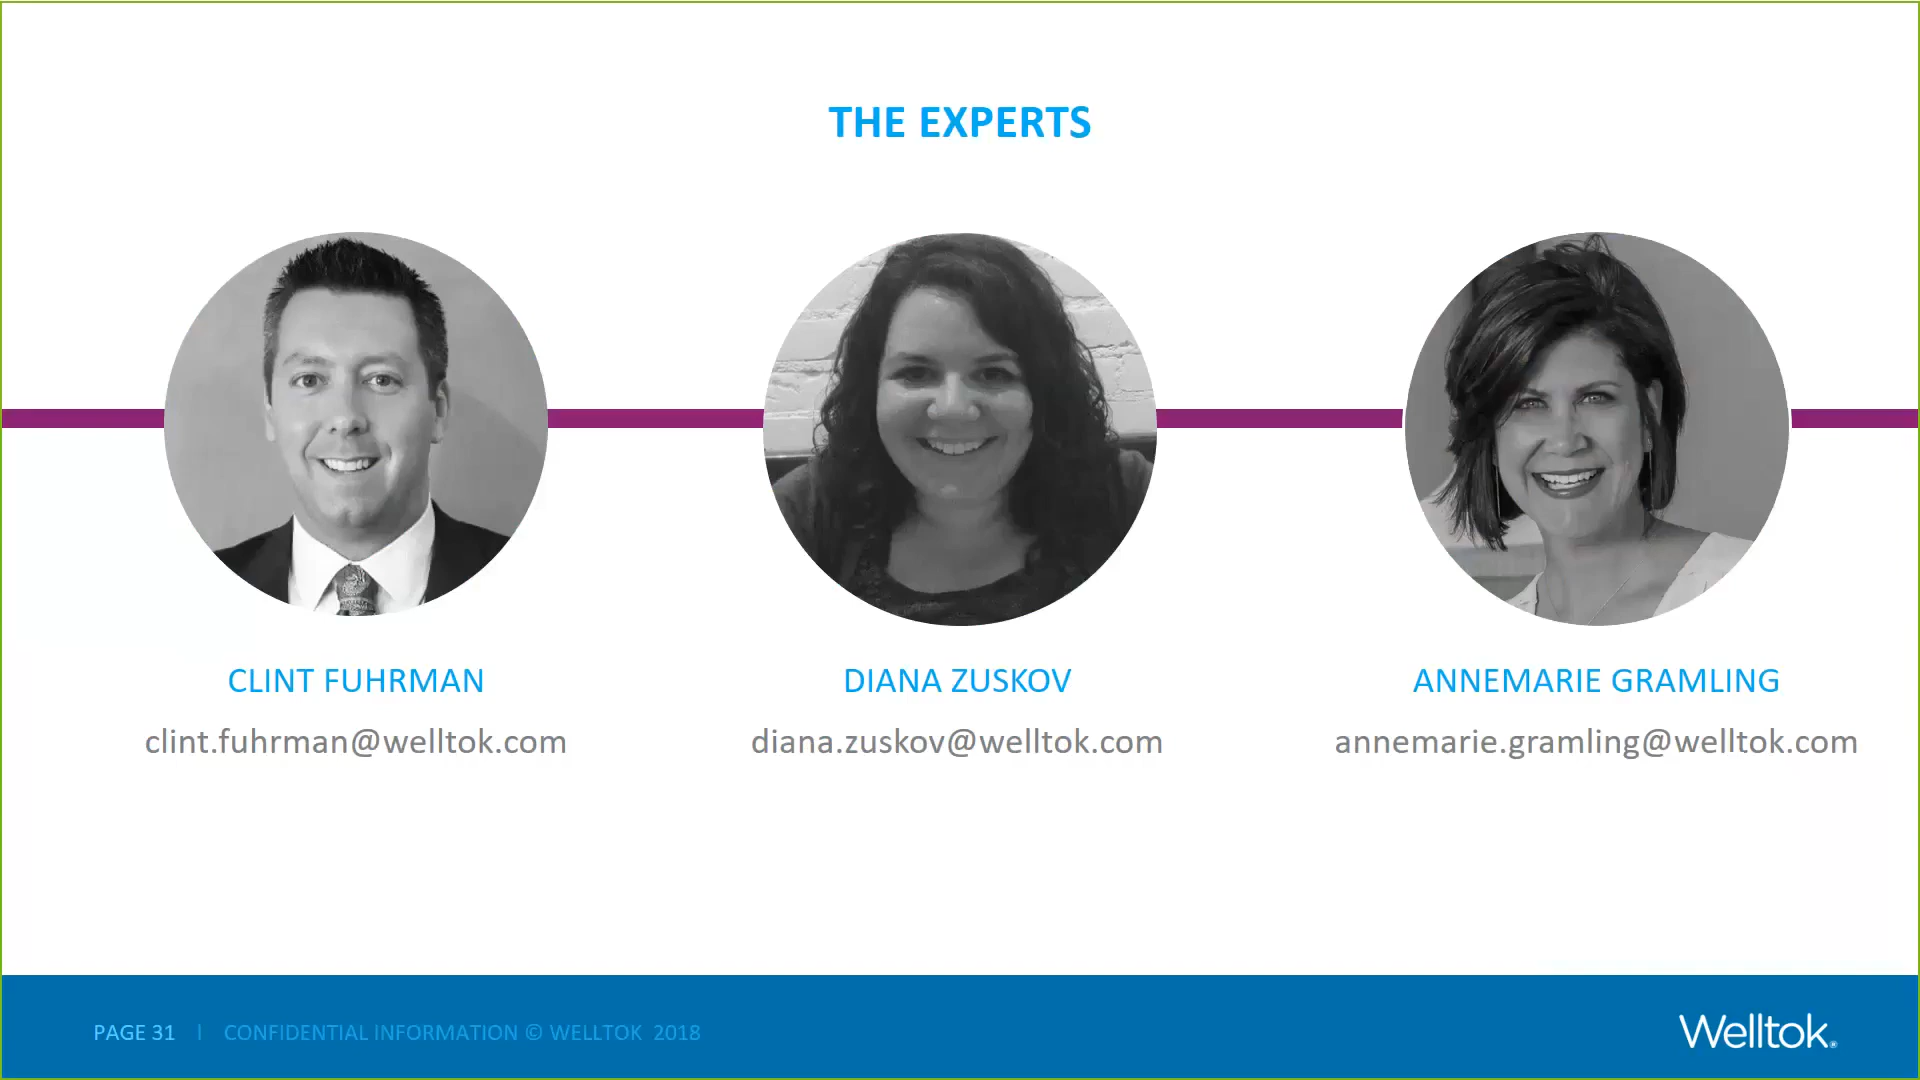 THE EXPERTS
CLINT FUHRMAN
clint.fuhrman@welltok.com
DIANA ZUSKOV
diana.zuskov@welltok.com
ANNEMARIE GRAMLING
annemarie.gramling@welltok.com
PAGE 31 | CONFIDENTIAL INFORMATION © WELLTOK 2018
Welltok®